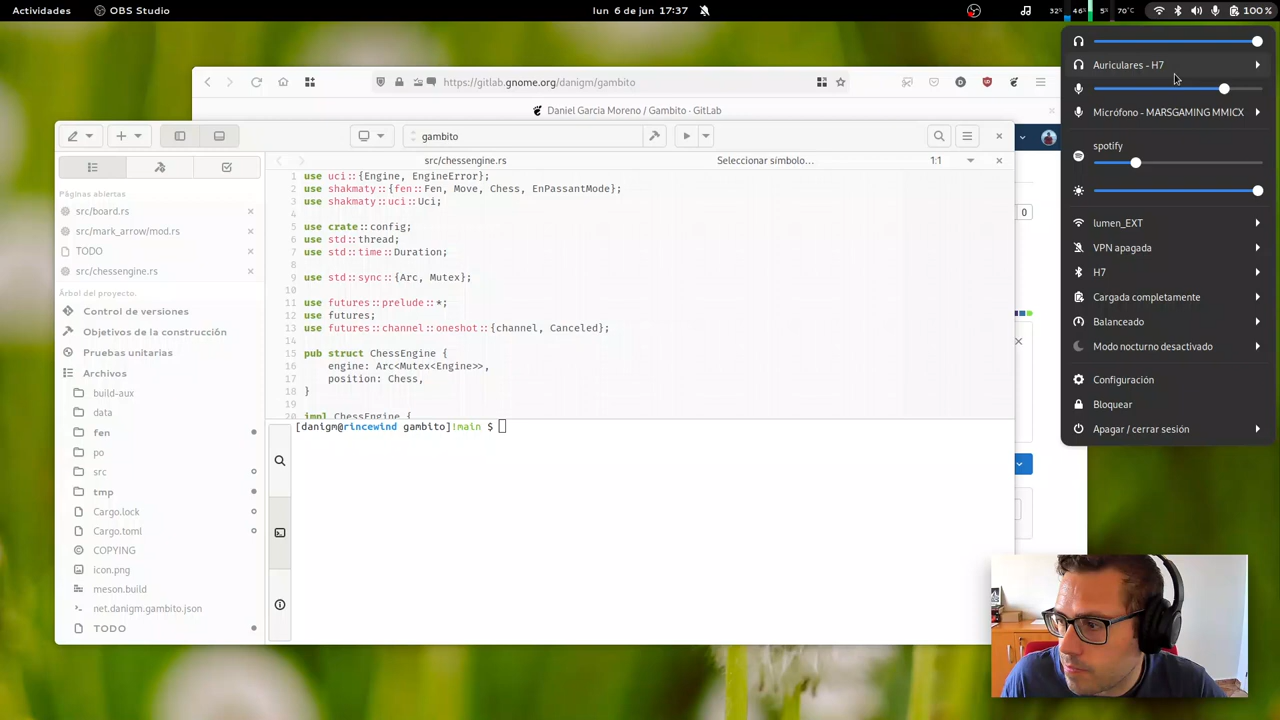 Actividades
OBS Studio
lun 6 de jun 17:37
32%
46%
5%
70°C
100 %
https://gitlab.gnome.org/danigm/gambito
Daniel García Moreno / Gambito · GitLab
gambito
src/chessengine.rs
Seleccionar símbolo…
1:1
Páginas abiertas
src/board.rs
src/mark_arrow/mod.rs
TODO
src/chessengine.rs
Árbol del proyecto.
Control de versiones
Objetivos de la construcción
Pruebas unitarias
Archivos
build-aux
data
fen
po
src
tmp
Cargo.lock
Cargo.toml
COPYING
icon.png
meson.build
net.danigm.gambito.json
TODO
1 use uci::{Engine, EngineError};
2 use shakmaty::{fen::Fen, Move, Chess, EnPassantMode};
3 use shakmaty::uci::Uci;
4
5 use crate::config;
6 use std::thread;
7 use std::time::Duration;
8
9 use std::sync::{Arc, Mutex};
10
11 use futures::prelude::*;
12 use futures;
13 use futures::channel::oneshot::{channel, Canceled};
14
15 pub struct ChessEngine {
16 engine: Arc<Mutex<Engine>>,
17 position: Chess,
18 }
19
20 impl ChessEngine {
[danigm@rincewind gambito]!main $
0
Auriculares - H7
Micrófono - MARSGAMING MMICX
spotify
lumen_EXT
VPN apagada
H7
Cargada completamente
Balanceado
Modo nocturno desactivado
Configuración
Bloquear
Apagar / cerrar sesión